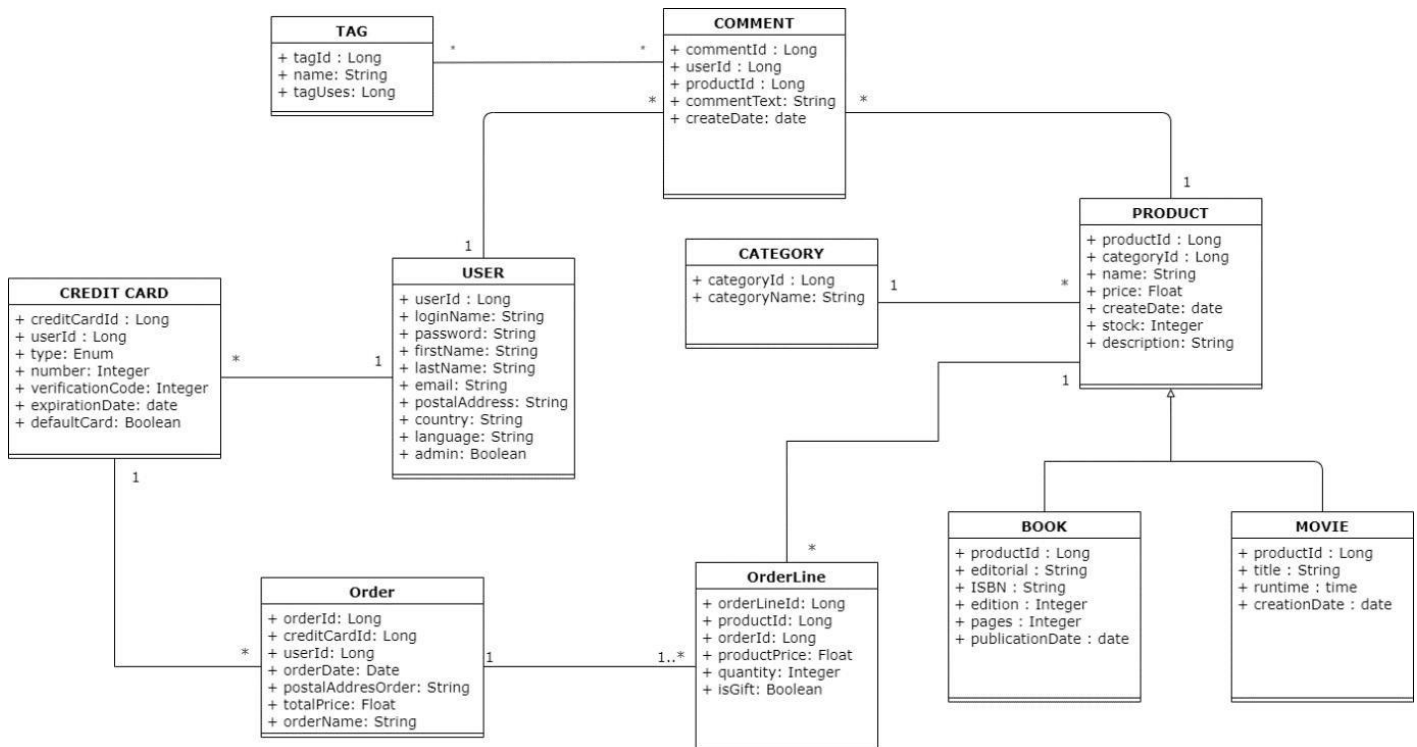 TAG
+ tagId : Long
+ name: String
+ tagUses: Long
*
*
COMMENT
+ commentId : Long
+ userId : Long
+ productId : Long
+ commentText: String
+ createDate: date
*
*
1
1
PRODUCT
+ productId : Long
+ categoryId : Long
+ name: String
+ price: Float
+ createDate: date
+ stock: Integer
+ description: String
CATEGORY
+ categoryId : Long
+ categoryName: String
1
*
1
USER
+ userId : Long
+ loginName: String
+ password: String
+ firstName: String
+ lastName: String
+ email: String
+ postalAddress: String
+ country: String
+ language: String
+ admin: Boolean
CREDIT CARD
+ creditCardId : Long
+ userId : Long
+ type: Enum
+ number: Integer
+ verificationCode: Integer
+ expirationDate: date
+ defaultCard: Boolean
*
1
1
*
Order
+ orderId: Long
+ creditCardId: Long
+ userId: Long
+ orderDate: Date
+ postalAddresOrder: String
+ totalPrice: Float
+ orderName: String
1
1..*
*
OrderLine
+ orderLineId: Long
+ productId: Long
+ orderId: Long
+ productPrice: Float
+ quantity: Integer
+ isGift: Boolean
BOOK
+ productId : Long
+ editorial : String
+ ISBN : String
+ edition : Integer
+ pages : Integer
+ publicationDate : date
MOVIE
+ productId : Long
+ title : String
+ runtime : time
+ creationDate : date